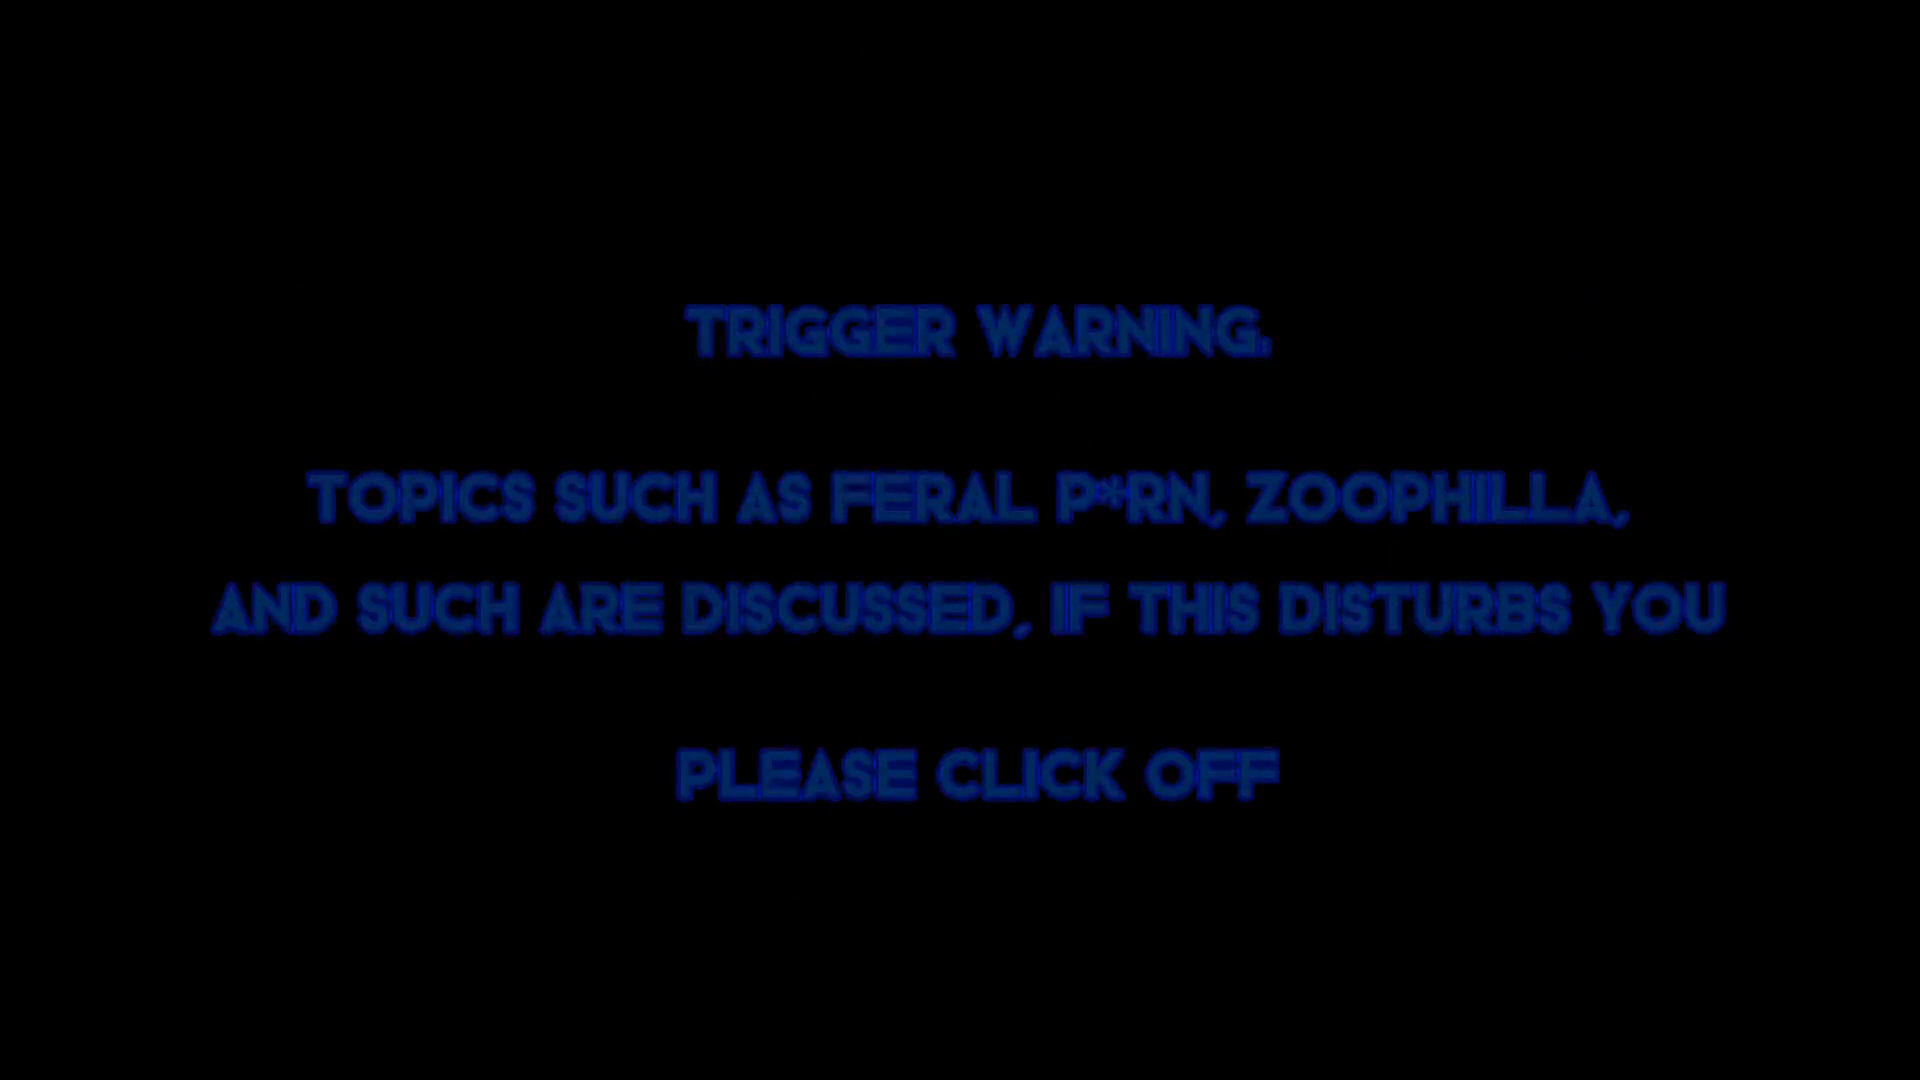 TRIGGER WARNING.
TOPICS SUCH AS FERAL P*RN, ZOOPHILLA,
AND SUCH ARE DISCUSSED, IF THIS DISTURBS YOU
PLEASE CLICK OFF